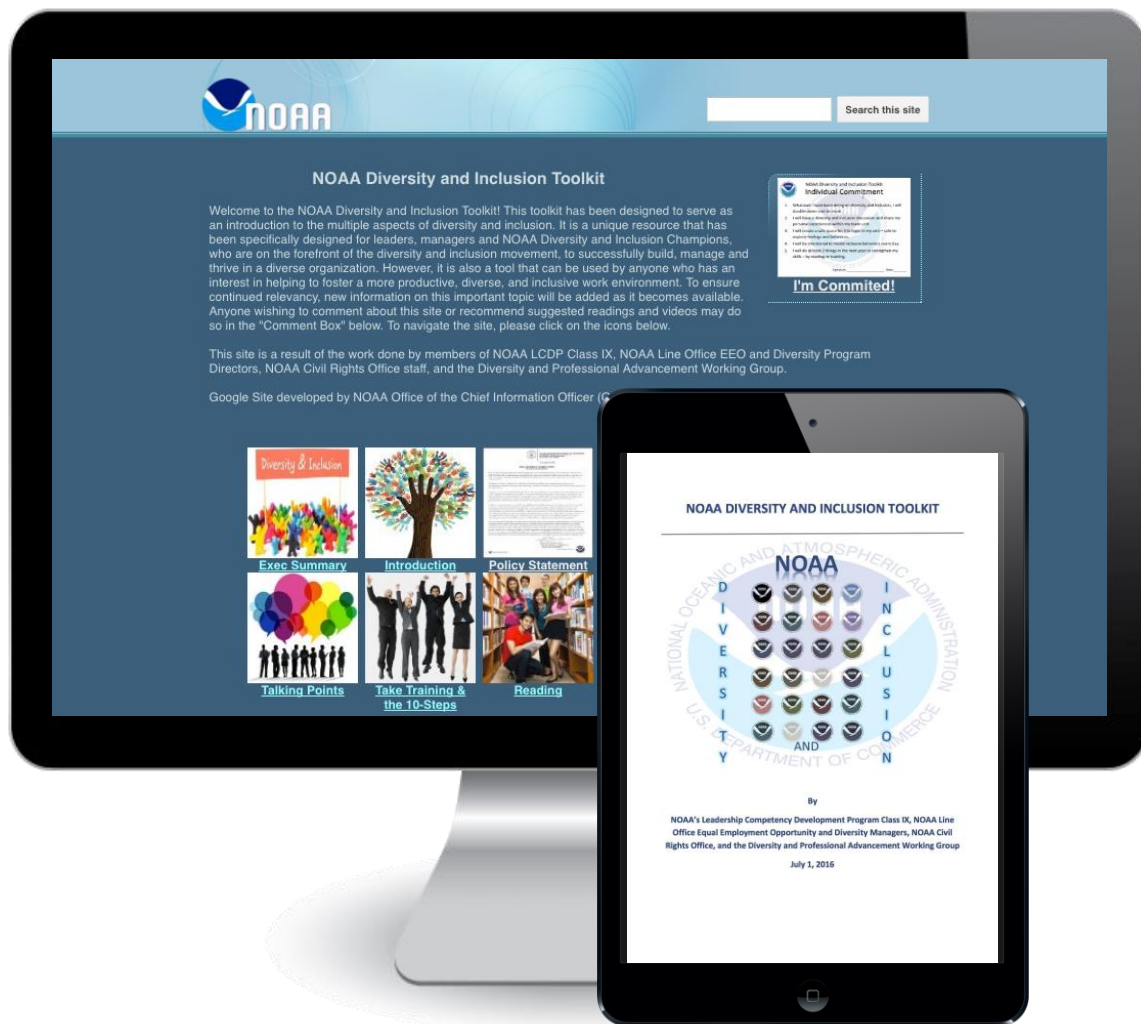 NOAA
Search this site
NOAA Diversity and Inclusion Toolkit
Welcome to the NOAA Diversity and Inclusion Toolkit! This toolkit has been designed to serve as
an introduction to the multiple aspects of diversity and inclusion. It is a unique resource that has
been specifically designed for leaders, managers and NOAA Diversity and Inclusion Champions,
who are on the forefront of the diversity and inclusion movement, to successfully build, manage and
thrive in a diverse organization. However, it is also a tool that can be used by anyone who has an
interest in helping to foster a more productive, diverse, and inclusive work environment. To ensure
continued relevancy, new information on this important topic will be added as it becomes available.
Anyone wishing to comment about this site or recommend suggested readings and videos may do
so in the "Comment Box" below. To navigate the site, please click on the icons below.
NOAA Diversity and Inclusion Toolkit
Individual Commitment
I'm Commited!
This site is a result of the work done by members of NOAA LCDP Class IX, NOAA Line Office EEO and Diversity Program
Directors, NOAA Civil Rights Office staff, and the Diversity and Professional Advancement Working Group.
Google Site developed by NOAA Office of the Chief Information Officer
Diversity & Inclusion
Exec Summary
Introduction
Policy Statement
Talking Points
Take Training &
the 10-Steps
Reading
NOAA DIVERSITY AND INCLUSION TOOLKIT
NATIONAL OCEANIC AND ATMOSPHERIC ADMINISTRATION
U.S. DEPARTMENT OF COMMERCE
NOAA
DIVERSITY
AND
INCLUSION
By
NOAA's Leadership Competency Development Program Class IX, NOAA Line
Office Equal Employment Opportunity and Diversity Managers, NOAA Civil
Rights Office, and the Diversity and Professional Advancement Working Group
July 1, 2016